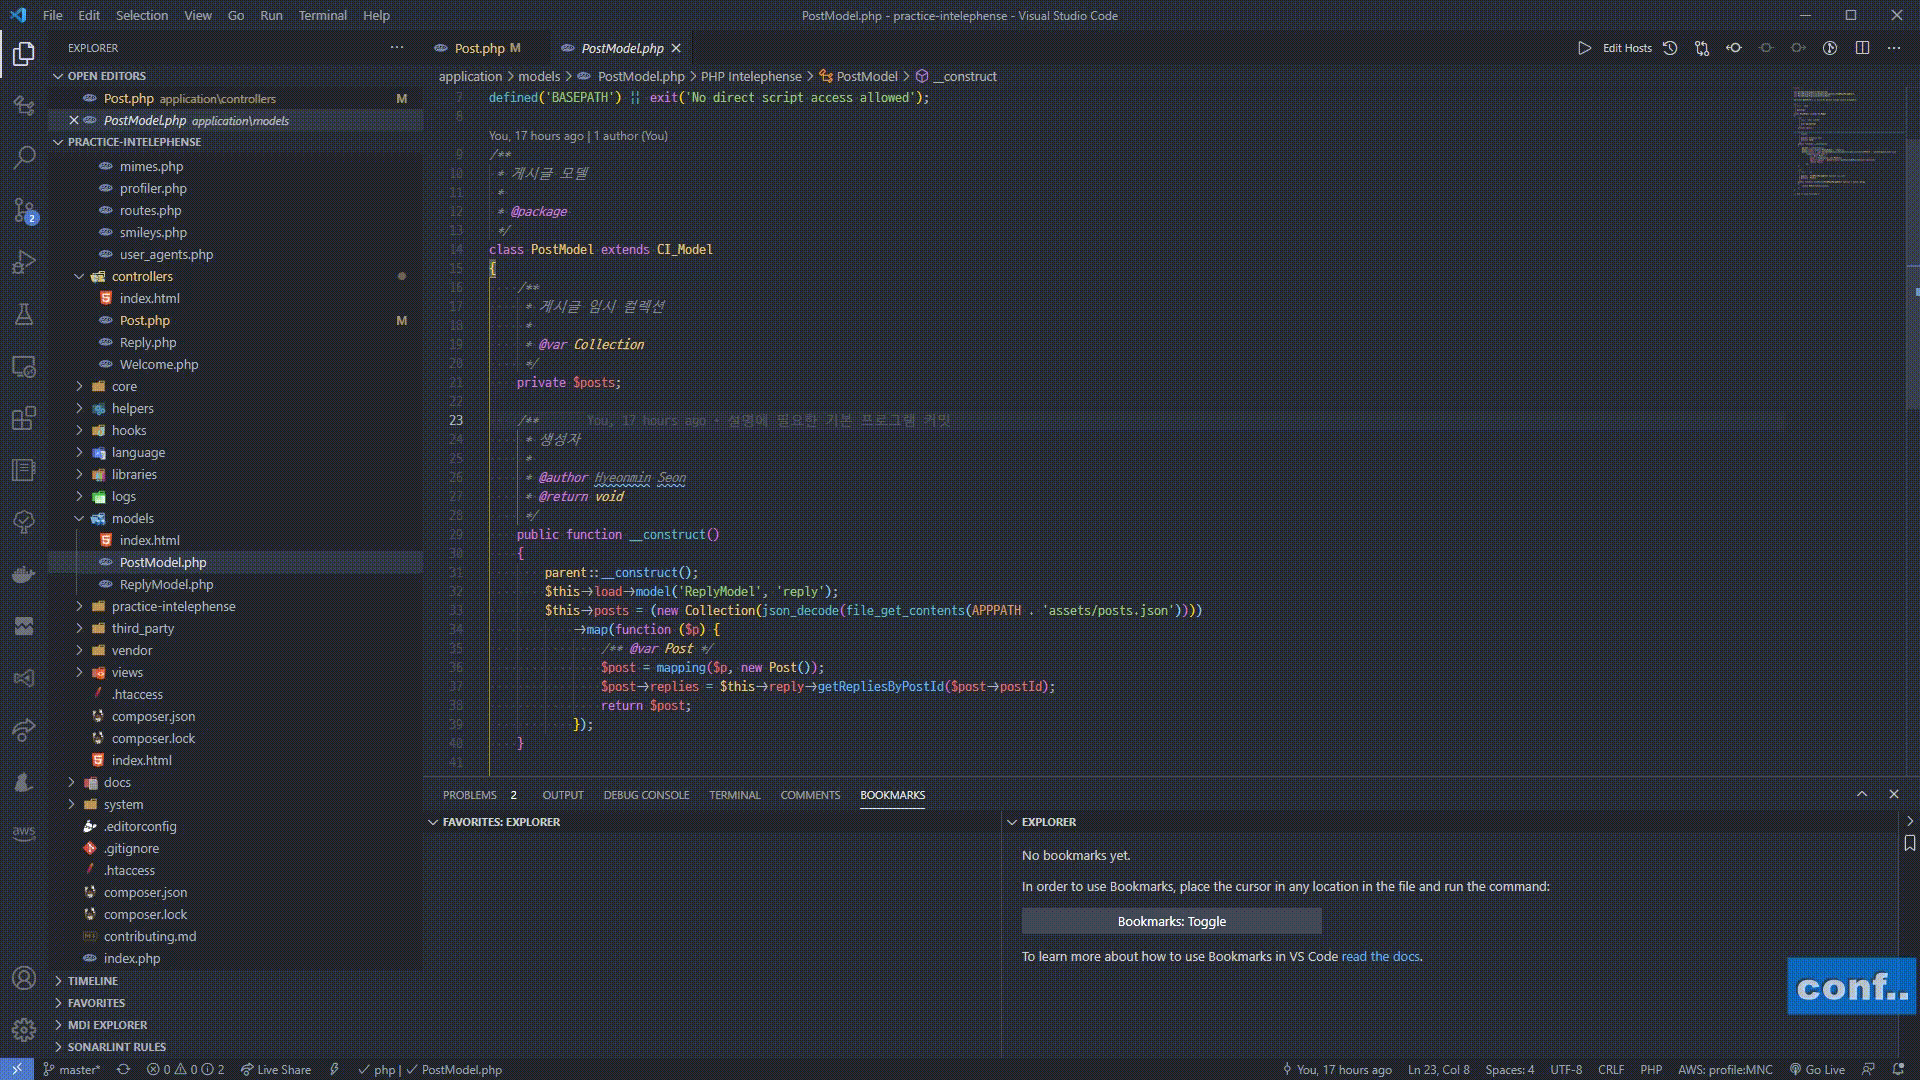 File Edit Selection View Go Run Terminal Help
PostModel.php - practice-intelephense - Visual Studio Code
EXPLORER
OPEN EDITORS
Post.php application\controllers M
PostModel.php application\models
PRACTICE-INTELEPHENSE
mimes.php
profiler.php
routes.php
smileys.php
user_agents.php
controllers
index.html
Post.php M
Reply.php
Welcome.php
core
helpers
hooks
language
libraries
logs
models
index.html
PostModel.php
ReplyModel.php
practice-intelephense
third_party
vendor
views
.htaccess
composer.json
composer.lock
index.html
docs
system
.editorconfig
.gitignore
.htaccess
composer.json
composer.lock
contributing.md
index.php
TIMELINE
FAVORITES
MDI EXPLORER
SONARLINT RULES
2
aws
Post.php M PostModel.php
Edit Hosts
application > models > PostModel.php > PHP Intelephense > PostModel > __construct
7 defined('BASEPATH') || exit('No direct script access allowed');
8
You, 17 hours ago | 1 author (You)
9 /**
10 * 게시글 모델
11 *
12 * @package
13 */
14 class PostModel extends CI_Model
15 {
16 /**
17 * 게시글 임시 컬렉션
18 *
19 * @var Collection
20 */
21 private $posts;
22
23 /** You, 17 hours ago • 설명에 필요한 기본 프로그램 커밋
24 * 생성자
25 *
26 * @author Hyeonmin Seon
27 * @return void
28 */
29 public function __construct()
30 {
31 parent::__construct();
32 $this->load->model('ReplyModel', 'reply');
33 $this->posts = (new Collection(json_decode(file_get_contents(APPPATH . 'assets/posts.json'))))
34 ->map(function ($p) {
35 /** @var Post */
36 $post = mapping($p, new Post());
37 $post->replies = $this->reply->getRepliesByPostId($post->postId);
38 return $post;
39 });
40 }
41
PROBLEMS 2 OUTPUT DEBUG CONSOLE TERMINAL COMMENTS BOOKMARKS
FAVORITES: EXPLORER
EXPLORER
No bookmarks yet.
In order to use Bookmarks, place the cursor in any location in the file and run the command:
Bookmarks: Toggle
To learn more about how to use Bookmarks in VS Code read the docs.
conf..
master* 0 0 2 Live Share php | PostModel.php
You, 17 hours ago Ln 23, Col 8 Spaces: 4 UTF-8 CRLF PHP AWS: profile:MNC Go Live